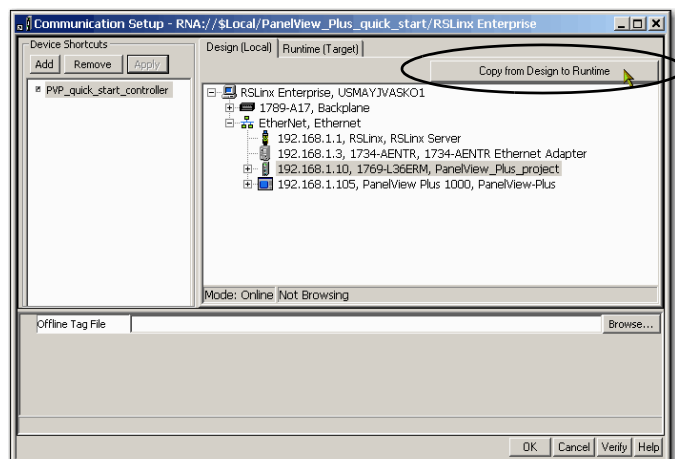 Communication Setup - RNA://$Local/PanelView_Plus_quick_start/RSLinx Enterprise
Device Shortcuts
Add Remove Apply
PVP_quick_start_controller
Design (Local) Runtime (Target)
Copy from Design to Runtime
RSLinx Enterprise, USMAYJVASKO1
1789-A17, Backplane
EtherNet, Ethernet
192.168.1.1, RSLinx, RSLinx Server
192.168.1.3, 1734-AENTR, 1734-AENTR Ethernet Adapter
192.168.1.10, 1769-L36ERM, PanelView_Plus_project
192.168.1.105, PanelView Plus 1000, PanelView-Plus
Mode: Online Not Browsing
Offline Tag File Browse...
OK Cancel Verify Help